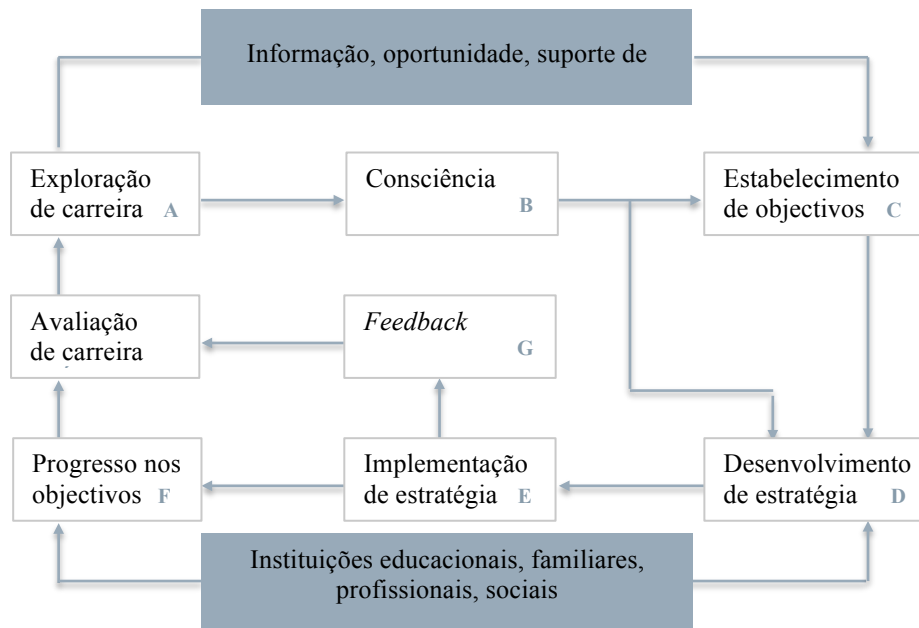 Informação, oportunidade, suporte de
Exploração
de carreira A
Consciência
B
Estabelecimento
de objectivos C
Avaliação
de carreira
Feedback
G
Progresso nos
objectivos F
Implementação
de estratégia E
Desenvolvimento
de estratégia D
Instituições educacionais, familiares,
profissionais, sociais